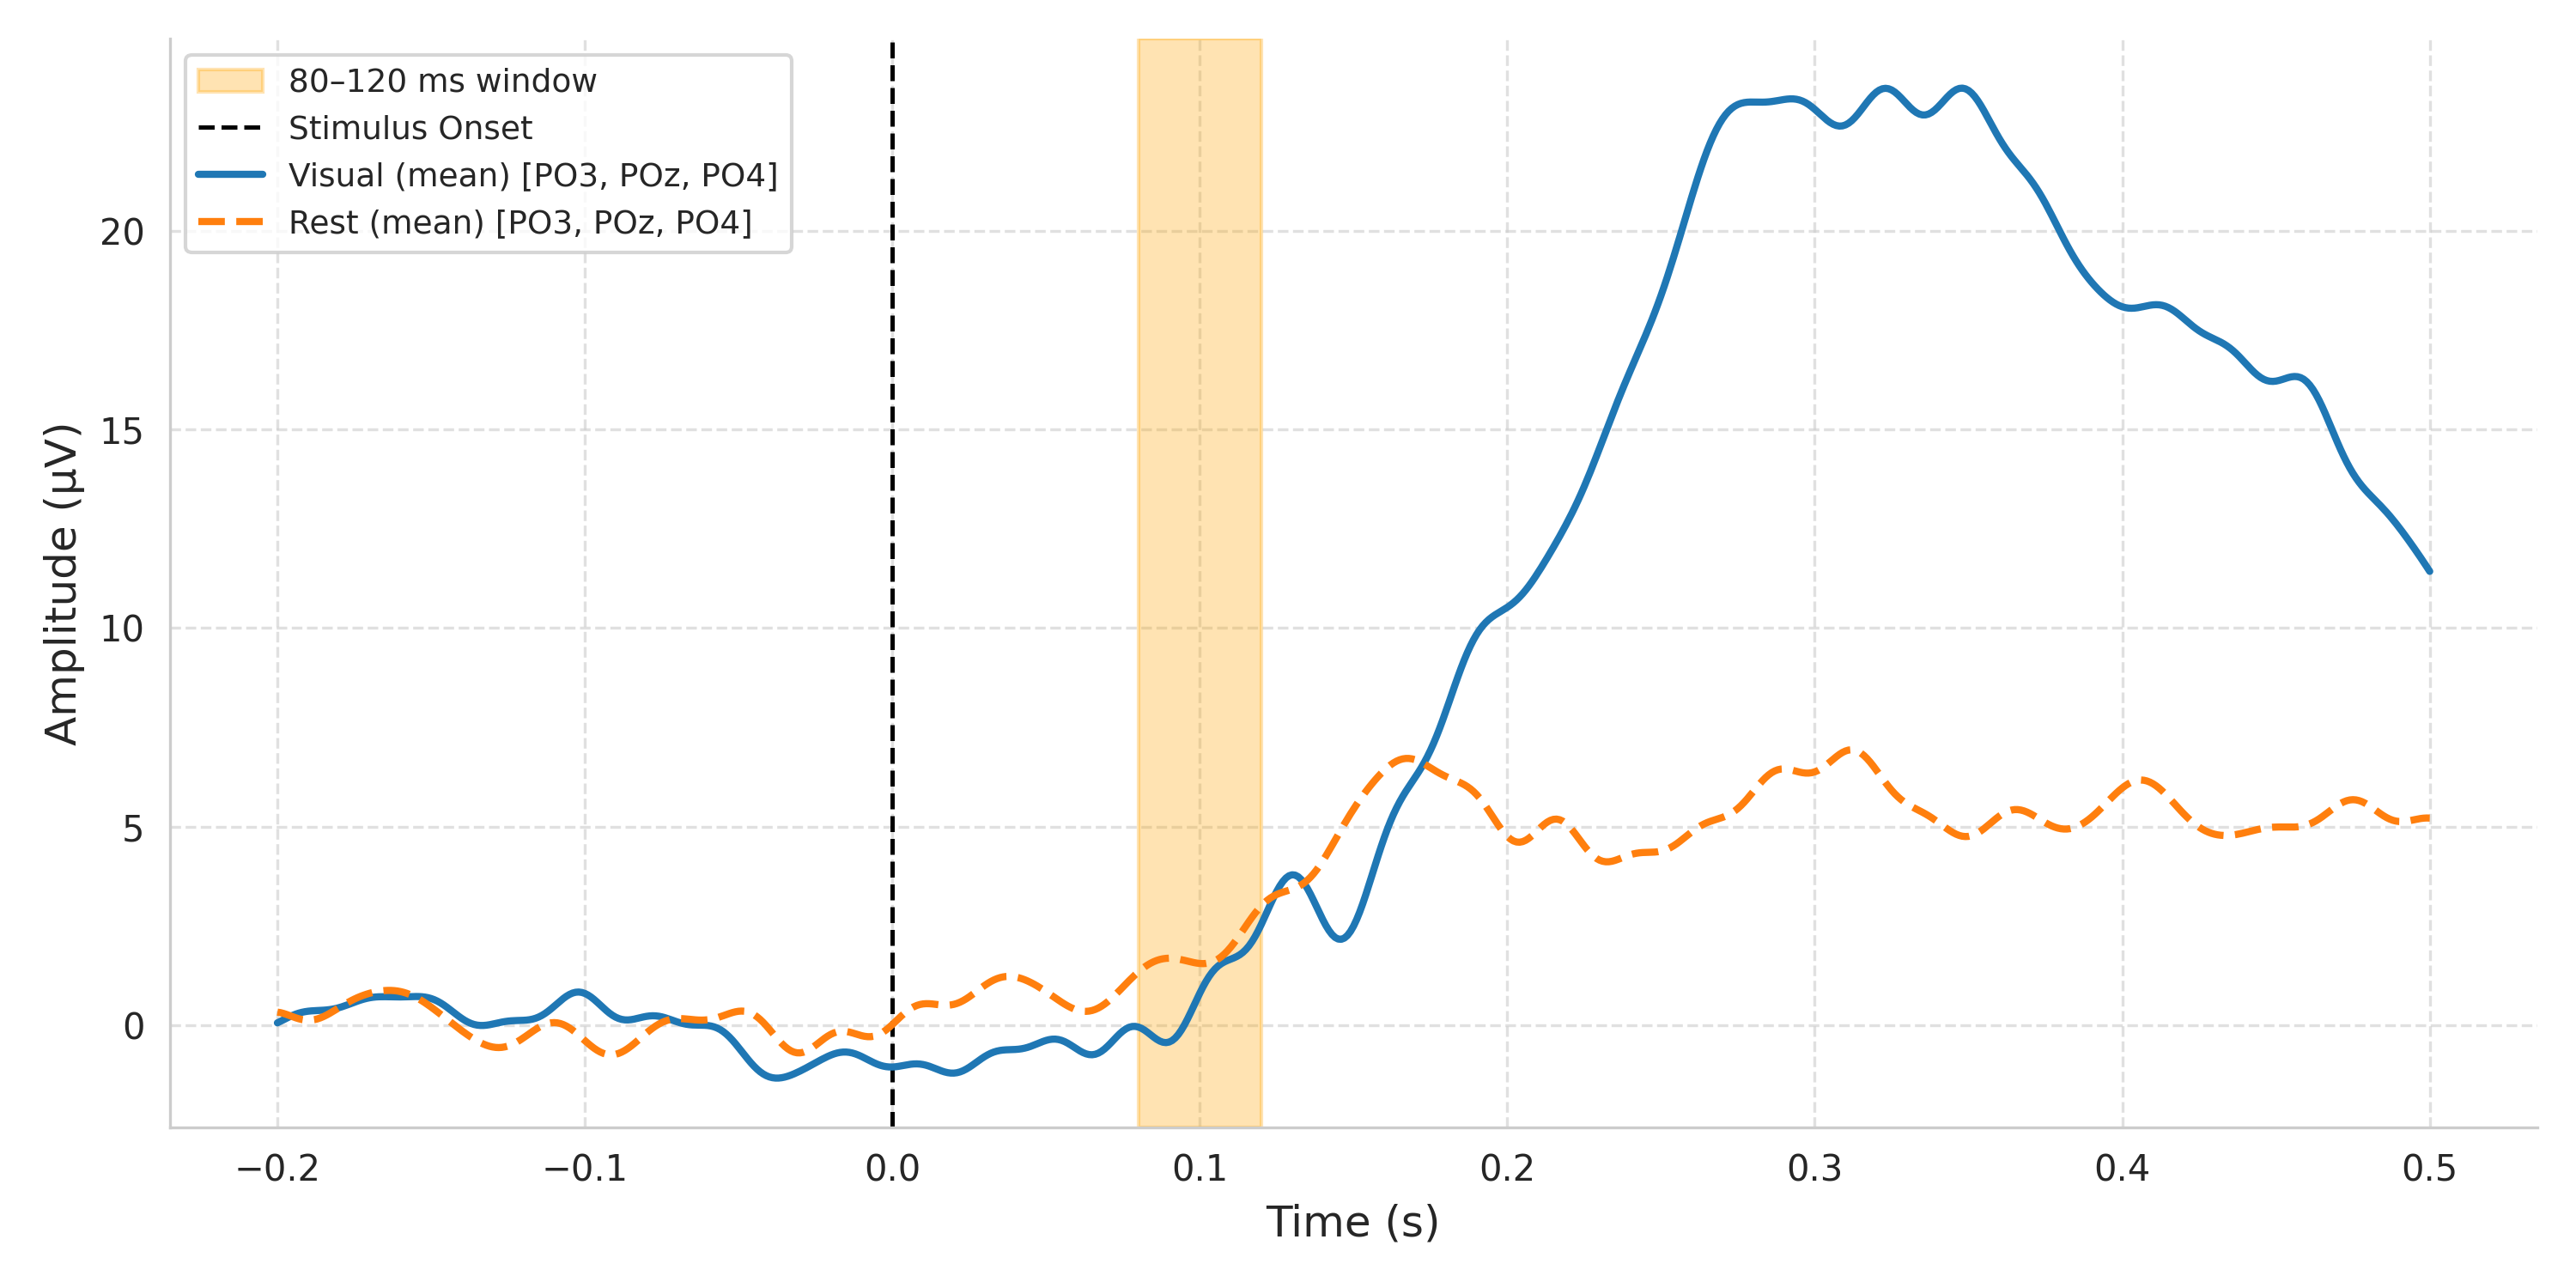 80–120 ms window
Stimulus Onset
Visual (mean) [PO3, POz, PO4]
Rest (mean) [PO3, POz, PO4]
Amplitude (µV)
20
15
10
5
0
−0.2 −0.1 0.0 0.1 0.2 0.3 0.4 0.5
Time (s)